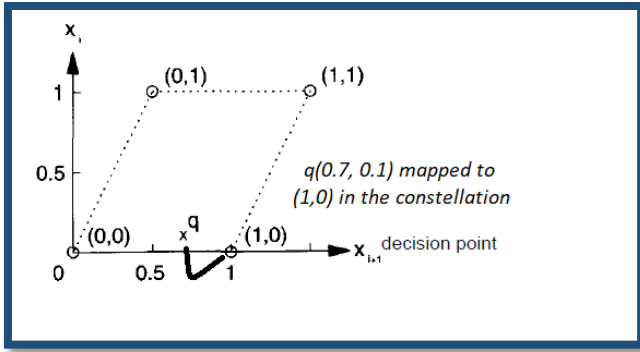 X i
(0,1)
(1,1)
1
0.5
q(0.7, 0.1) mapped to
(1,0) in the constellation
x q
(0,0)
(1,0)
X i+1 decision point
0
0.5
1